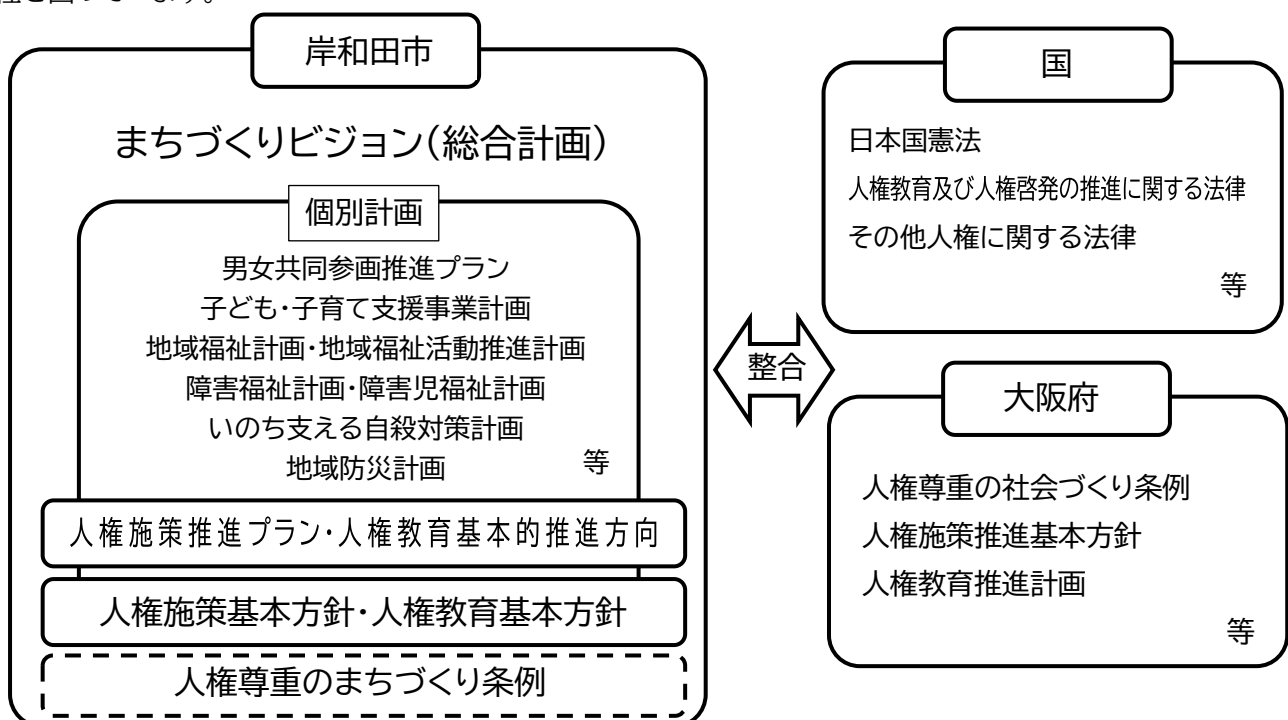 岸和田市
まちづくりビジョン(総合計画)
個別計画
男女共同参画推進プラン
子ども・子育て支援事業計画
地域福祉計画・地域福祉活動推進計画
障害福祉計画・障害児福祉計画
いのち支える自殺対策計画
地域防災計画 等
人権施策推進プラン・人権教育基本的推進方向
人権施策基本方針・人権教育基本方針
人権尊重のまちづくり条例
整合
国
日本国憲法
人権教育及び人権啓発の推進に関する法律
その他人権に関する法律
等
大阪府
人権尊重の社会づくり条例
人権施策推進基本方針
人権教育推進計画
等